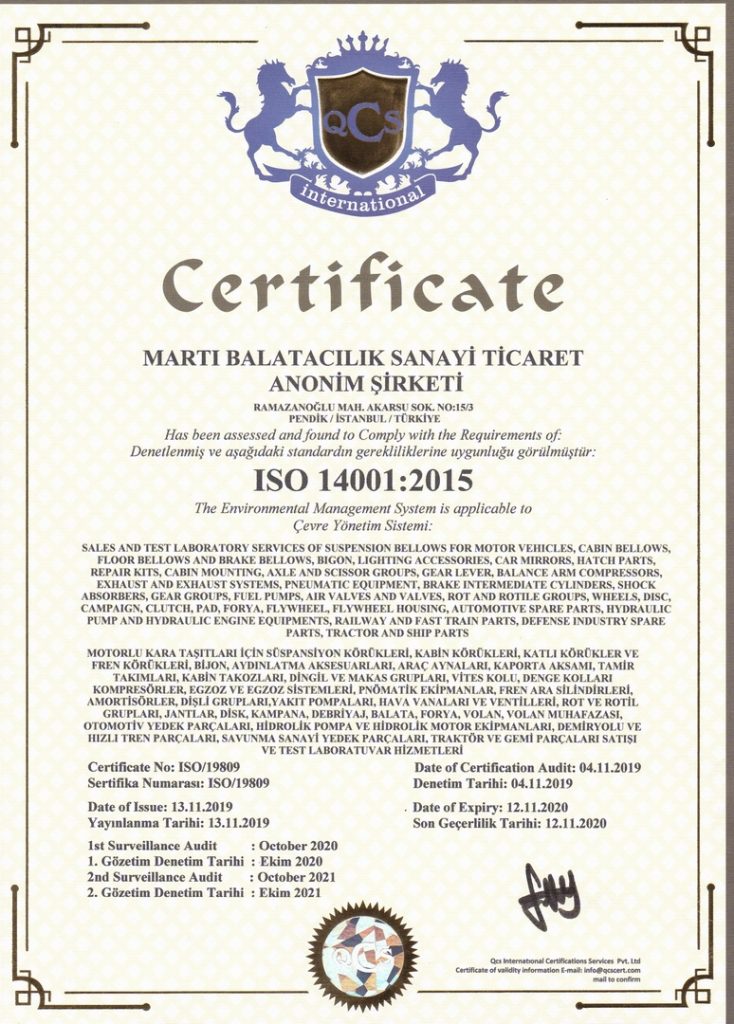 QCS
international
Certificate
MARTI BALATACILIK SANAYİ TİCARET
ANONİM ŞİRKETİ
RAMAZANOĞLU MAH. AKARSU SOK. NO:15/3
PENDİK / İSTANBUL / TÜRKİYE
Has been assessed and found to Comply with the Requirements of:
Denetlenmiş ve aşağıdaki standardın gerekliliklerine uygunluğu görülmüştür:
ISO 14001:2015
The Environmental Management System is applicable to
Çevre Yönetim Sistemi:
SALES AND TEST LABORATORY SERVICES OF SUSPENSION BELLOWS FOR MOTOR VEHICLES, CABIN BELLOWS,
FLOOR BELLOWS AND BRAKE BELLOWS, BIGON, LIGHTING ACCESSORIES, CAR MIRRORS, HATCH PARTS,
REPAIR KITS, CABIN MOUNTING, AXLE AND SCISSOR GROUPS, GEAR LEVER, BALANCE ARM COMPRESSORS,
EXHAUST AND EXHAUST SYSTEMS, PNEUMATIC EQUIPMENT, BRAKE INTERMEDIATE CYLINDERS, SHOCK
ABSORBERS, GEAR GROUPS, FUEL PUMPS, AIR VALVES AND VALVES, ROT AND ROTILE GROUPS, WHEELS, DISC,
CAMPAIGN, CLUTCH, PAD, FORYA, FLYWHEEL, FLYWHEEL HOUSING, AUTOMOTIVE SPARE PARTS, HYDRAULIC
PUMP AND HYDRAULIC ENGINE EQUIPMENTS, RAILWAY AND FAST TRAIN PARTS, DEFENSE INDUSTRY SPARE
PARTS, TRACTOR AND SHIP PARTS
MOTORLU KARA TAŞITLARI İÇİN SÜSPANSİYON KÖRÜKLERİ, KABİN KÖRÜKLERİ, KATLI KÖRÜKLER VE
FREN KÖRÜKLERİ, BİJON, AYDINLATMA AKSESUARLARI, ARAÇ AYNALARI, KAPORTA AKSAMI, TAMİR
TAKIMLARI, KABİN TAKOZLARI, DİNGİL VE MAKAS GRUPLARI, VİTES KOLU, DENGE KOLLARI
KOMPRESÖRLER, EGZOZ VE EGZOZ SİSTEMLERİ, PNÖMATİK EKİPMANLAR, FREN ARA SİLİNDİRLERİ,
AMORTİSÖRLER, DİŞLİ GRUPLARI,YAKIT POMPALARI, HAVA VANALARI VE VENTİLLERİ, ROT VE ROTİL
GRUPLARI, JANTLAR, DİSK, KAMPANA, DEBRİYAJ, BALATA, FORYA, VOLAN, VOLAN MUHAFAZASI,
OTOMOTİV YEDEK PARÇALARI, HİDROLİK POMPA VE HİDROLİK MOTOR EKIPMANLARI, DEMİRYOLU VE
HIZLI TREN PARÇALARI, SAVUNMA SANAYİ YEDEK PARÇALARI, TRAKTÖR VE GEMİ PARÇALARI SATIŞI
VE TEST LABORATUVAR HİZMETLERİ
Certificate No: ISO/19809
Sertifika Numarası: ISO/19809
Date of Certification Audit: 04.11.2019
Denetim Tarihi: 04.11.2019
Date of Issue: 13.11.2019
Yayınlanma Tarihi: 13.11.2019
Date of Expiry: 12.11.2020
Son Geçerlilik Tarihi: 12.11.2020
1st Surveillance Audit : October 2020
1. Gözetim Denetim Tarihi : Ekim 2020
2nd Surveillance Audit : October 2021
2. Gözetim Denetim Tarihi : Ekim 2021
QCS
Qcs International Certifications Services Pvt. Ltd
Certificate of validity information E-mail: info@qcscert.com
mail to confirm